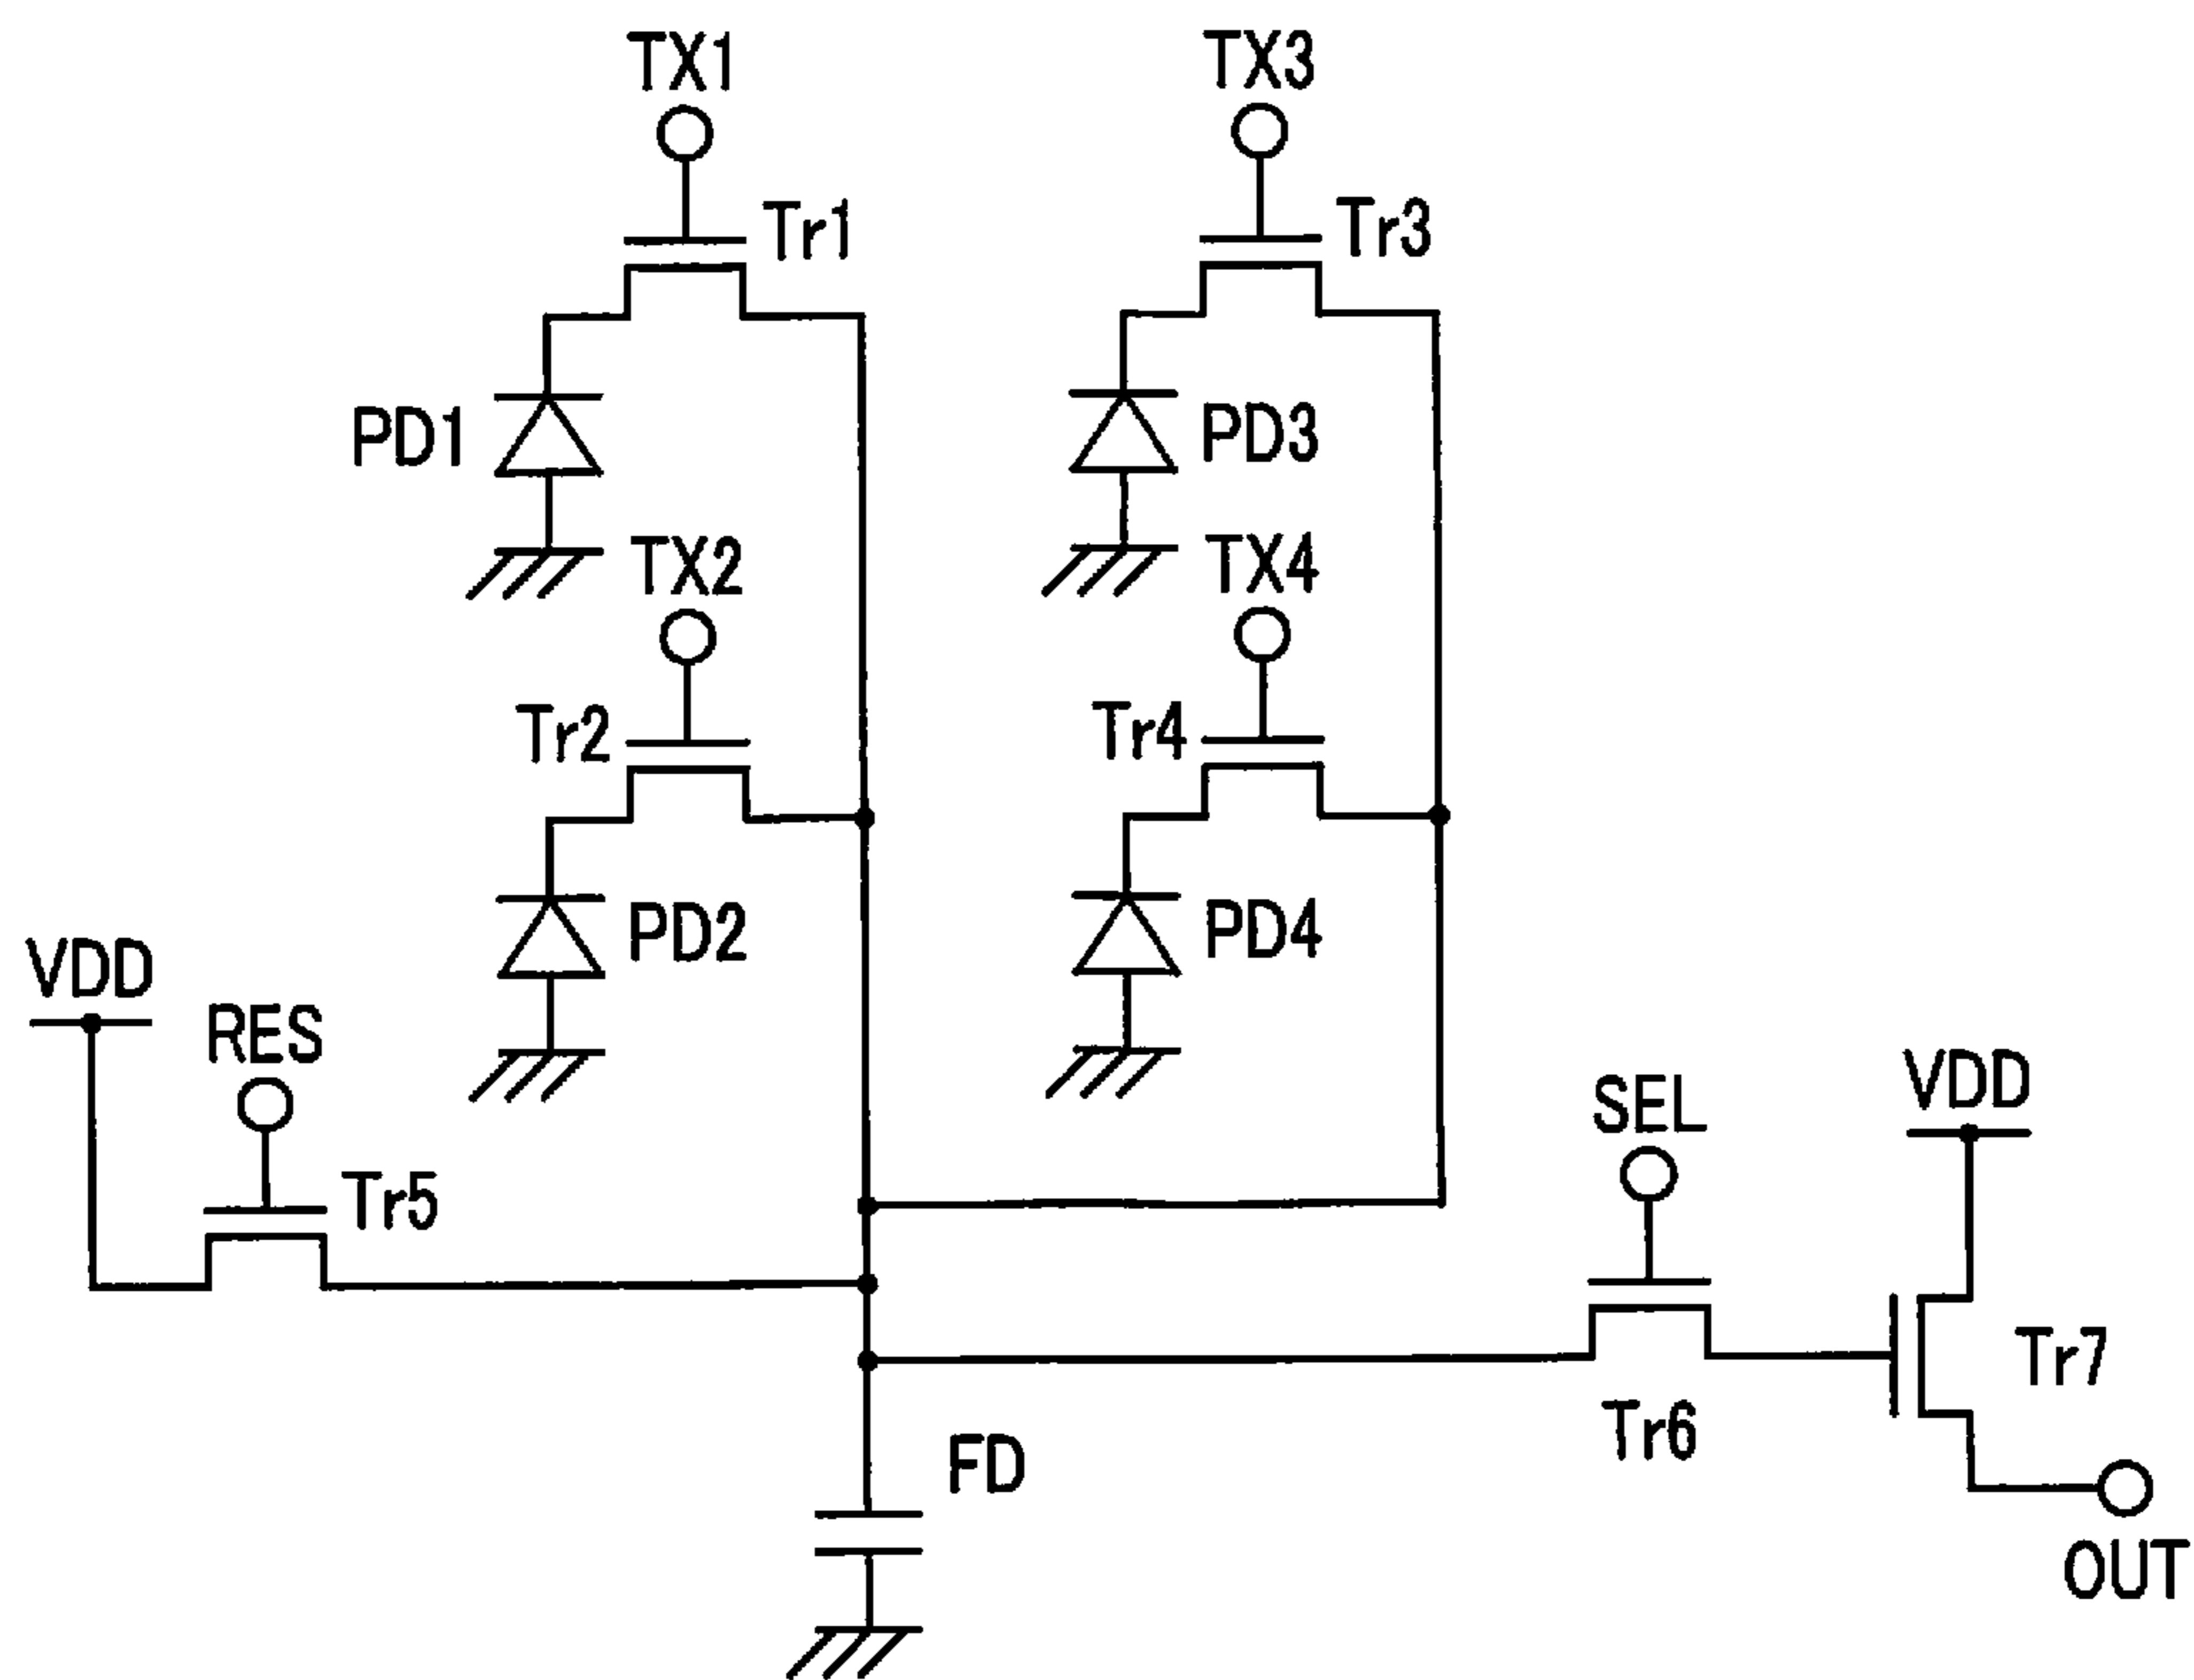 TX1
TX3
Tr1
Tr3
PD1
PD3
TX2
TX4
Tr2
Tr4
PD2
PD4
VDD
RES
Tr5
SEL
VDD
Tr7
Tr6
FD
OUT